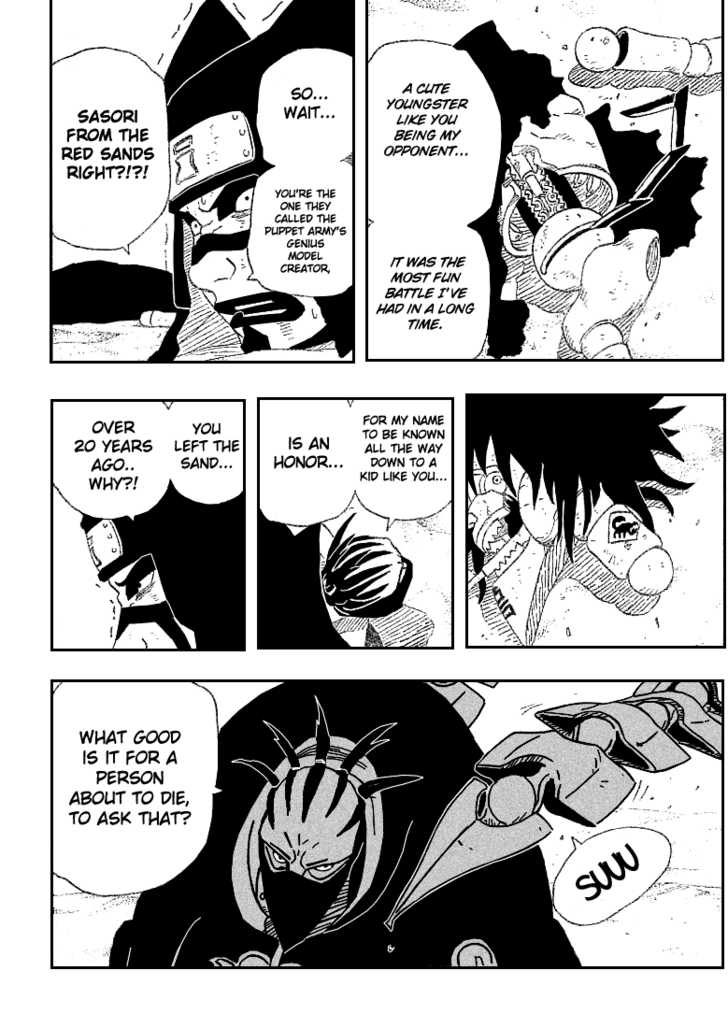 A CUTE
YOUNGSTER
LIKE YOU
BEING MY
OPPONENT...
IT WAS THE
MOST FUN
BATTLE I'VE
HAD IN A LONG
TIME.
SO...
WAIT...
YOU'RE THE
ONE THEY
CALLED THE
PUPPET ARMY'S
GENIUS
MODEL
CREATOR,
SASORI
FROM THE
RED SANDS
RIGHT?!?!
FOR MY NAME
TO BE KNOWN
ALL THE WAY
DOWN TO A
KID LIKE YOU...
IS AN
HONOR...
YOU
LEFT THE
SAND...
OVER
20 YEARS
AGO..
WHY?!
WHAT GOOD
IS IT FOR A
PERSON
ABOUT TO DIE,
TO ASK THAT?
SUUU